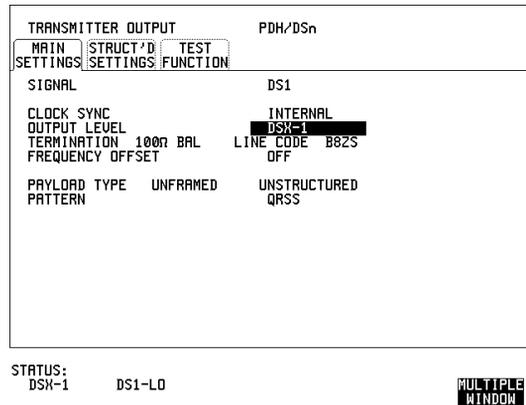 TRANSMITTER OUTPUT PDH/DSn
MAIN SETTINGS STRUCT'D SETTINGS TEST FUNCTION
SIGNAL DS1
CLOCK SYNC INTERNAL
OUTPUT LEVEL DSX-1
TERMINATION 100Ω BAL LINE CODE B8ZS
FREQUENCY OFFSET OFF
PAYLOAD TYPE UNFRAMED UNSTRUCTURED
PATTERN QRSS
STATUS:
DSX-1 DS1-LO
MULTIPLE
WINDOW